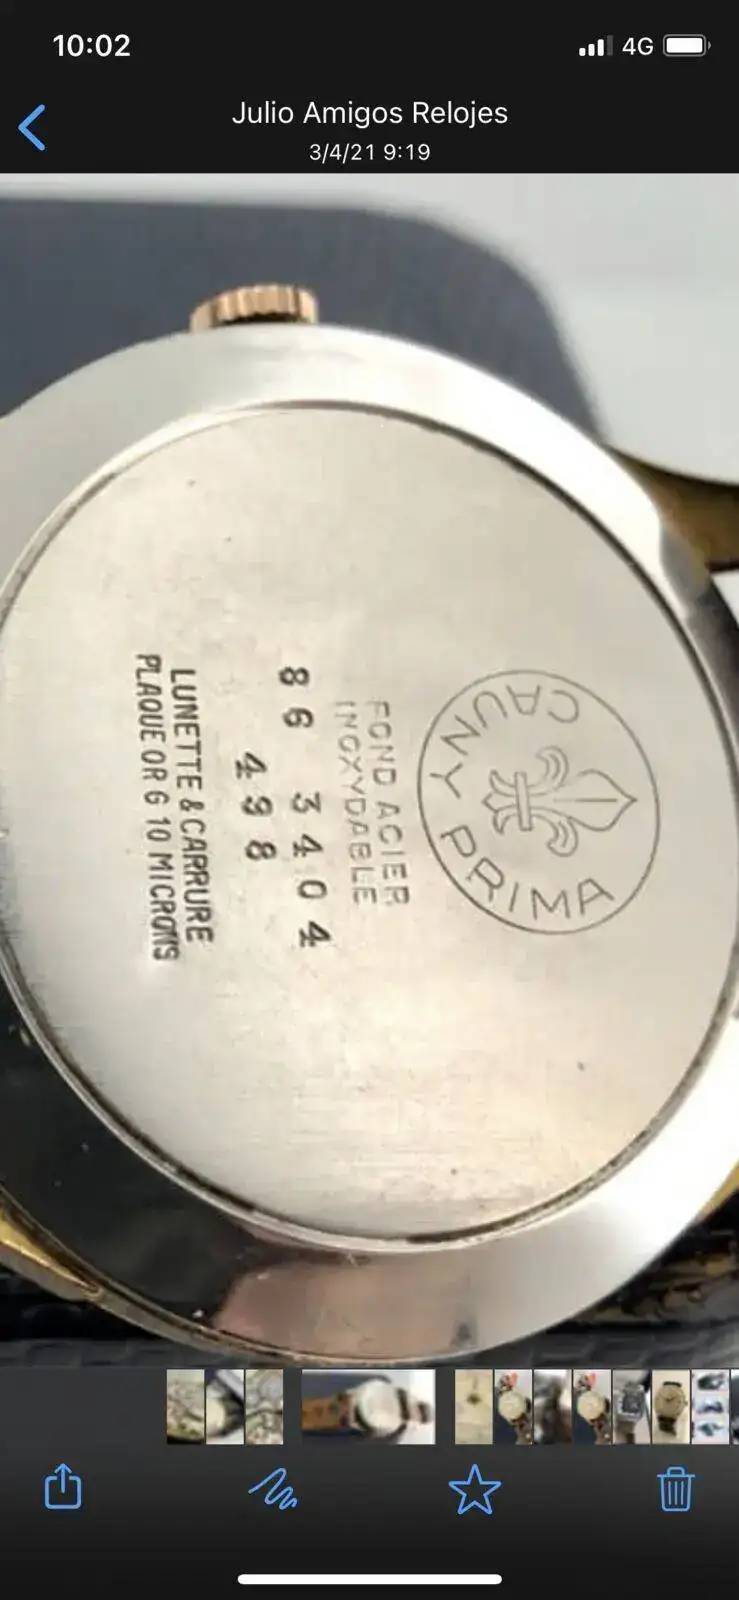 10:02
4G
Julio Amigos Relojes
3/4/21 9:19
CAUNY PRIMA
FOND ACIER
INOXYDABLE
86 3404
498
LUNETTE & CARRURE
PLAQUE OR G 10 MICRONS